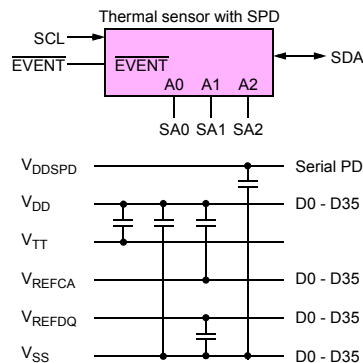 Thermal sensor with SPD
SCL
EVENT
EVENT
SDA
A0 A1 A2
SA0 SA1 SA2
VDDSPD Serial PD
VDD D0 - D35
VTT
VREFCA D0 - D35
VREFDQ D0 - D35
VSS D0 - D35